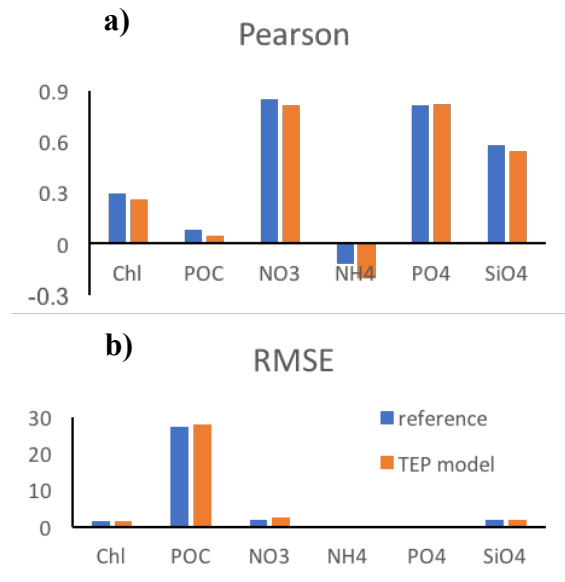 a)
Pearson
0.9
0.6
0.3
0
-0.3
Chl POC NO3 NH4 PO4 SiO4
b)
RMSE
30
20
10
0
reference
TEP model
Chl POC NO3 NH4 PO4 SiO4